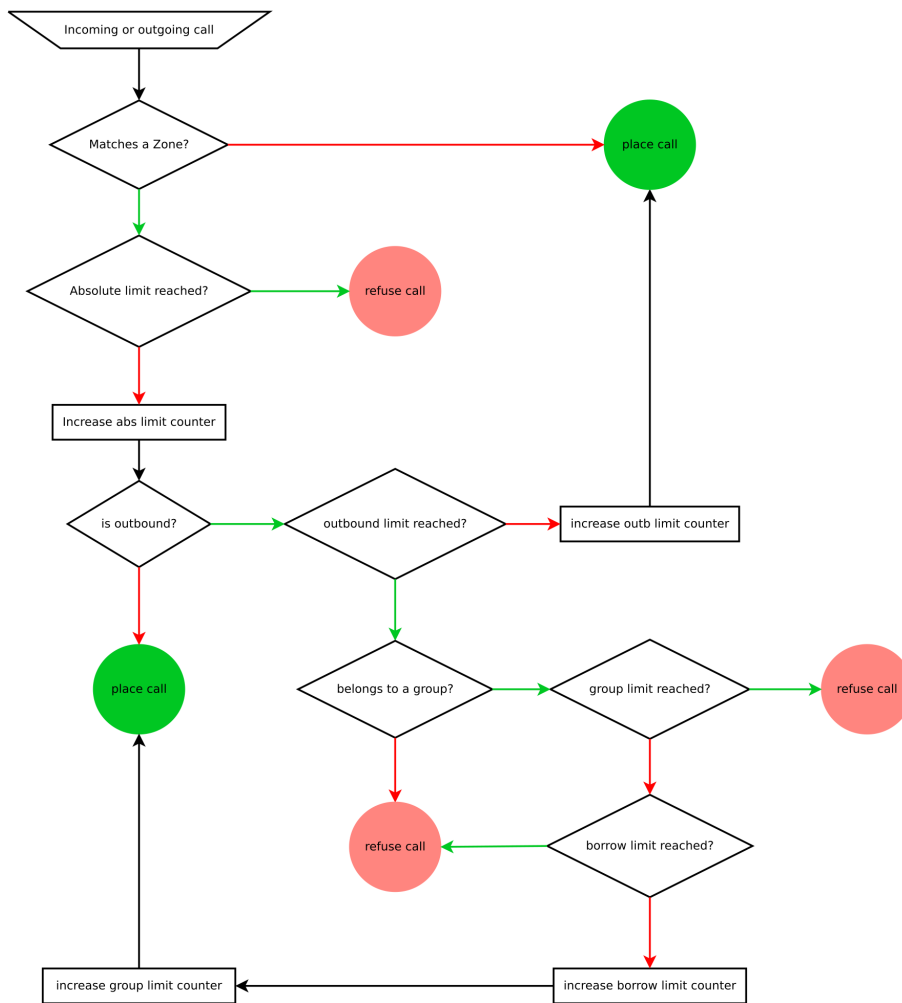 Incoming or outgoing call
Matches a Zone?
place call
Absolute limit reached?
refuse call
Increase abs limit counter
is outbound?
outbound limit reached?
increase outb limit counter
place call
belongs to a group?
group limit reached?
refuse call
refuse call
borrow limit reached?
increase group limit counter
increase borrow limit counter